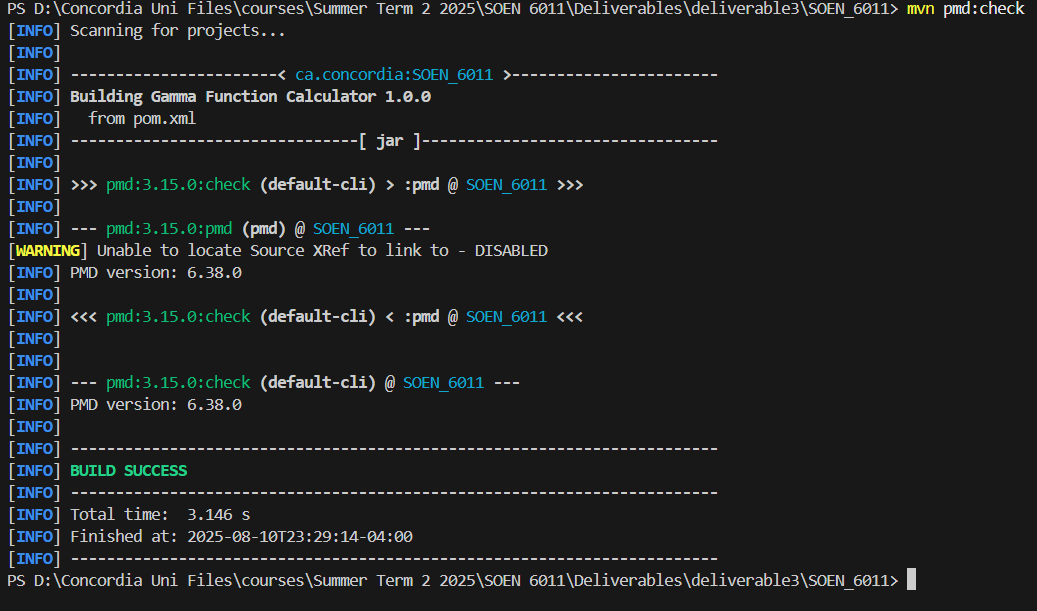 PS D:\Concordia Uni Files\courses\Summer Term 2 2025\SOEN 6011\Deliverables\deliverable3\SOEN_6011> mvn pmd:check
[INFO] Scanning for projects...
[INFO]
[INFO] -----------------------< ca.concordia:SOEN_6011 >-----------------------
[INFO] Building Gamma Function Calculator 1.0.0
[INFO]   from pom.xml
[INFO] --------------------------------[ jar ]---------------------------------
[INFO]
[INFO] >>> pmd:3.15.0:check (default-cli) > :pmd @ SOEN_6011 >>>
[INFO]
[INFO] --- pmd:3.15.0:pmd (pmd) @ SOEN_6011 ---
[WARNING] Unable to locate Source XRef to link to - DISABLED
[INFO] PMD version: 6.38.0
[INFO]
[INFO] <<< pmd:3.15.0:check (default-cli) < :pmd @ SOEN_6011 <<<
[INFO]
[INFO]
[INFO] --- pmd:3.15.0:check (default-cli) @ SOEN_6011 ---
[INFO] PMD version: 6.38.0
[INFO]
[INFO] ------------------------------------------------------------------------
[INFO] BUILD SUCCESS
[INFO] ------------------------------------------------------------------------
[INFO] Total time:  3.146 s
[INFO] Finished at: 2025-08-10T23:29:14-04:00
[INFO] ------------------------------------------------------------------------
PS D:\Concordia Uni Files\courses\Summer Term 2 2025\SOEN 6011\Deliverables\deliverable3\SOEN_6011>